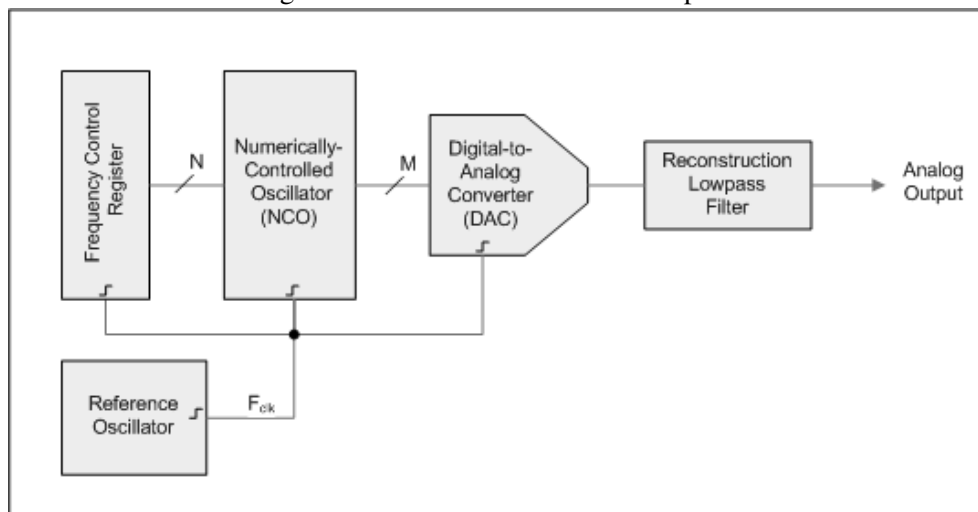 Frequency Control
Register
N
Numerically-
Controlled
Oscillator
(NCO)
M
Digital-to-
Analog
Converter
(DAC)
Reconstruction
Lowpass
Filter
Analog
Output
Reference
Oscillator
Fclk